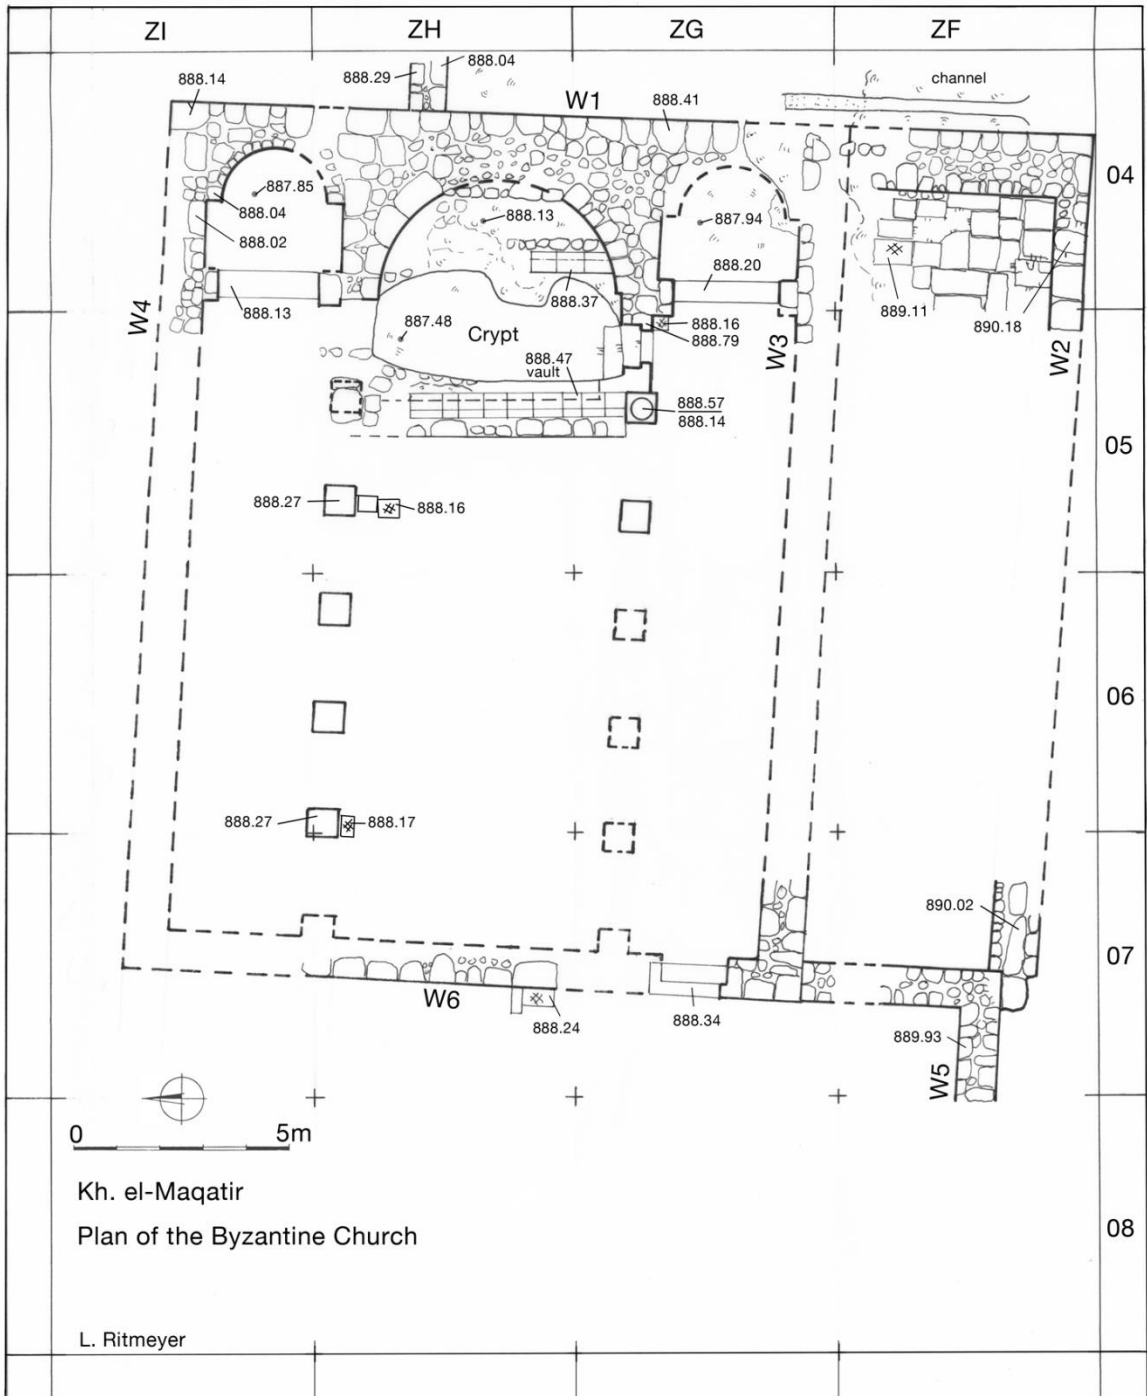 ZI ZH ZG ZF
888.04
888.29
888.14
W1
888.41
channel
04
887.85
888.04
888.02
888.13
887.94
888.20
888.37
889.11
890.18
888.13
W4
887.48
Crypt
888.16
888.79
W3
W2
888.47
vault
888.57
888.14
05
888.27
888.16
06
888.27
888.17
890.02
07
W6
888.24
888.34
889.93
W5
0 5m
Kh. el-Maqatir
Plan of the Byzantine Church
08
L. Ritmeyer